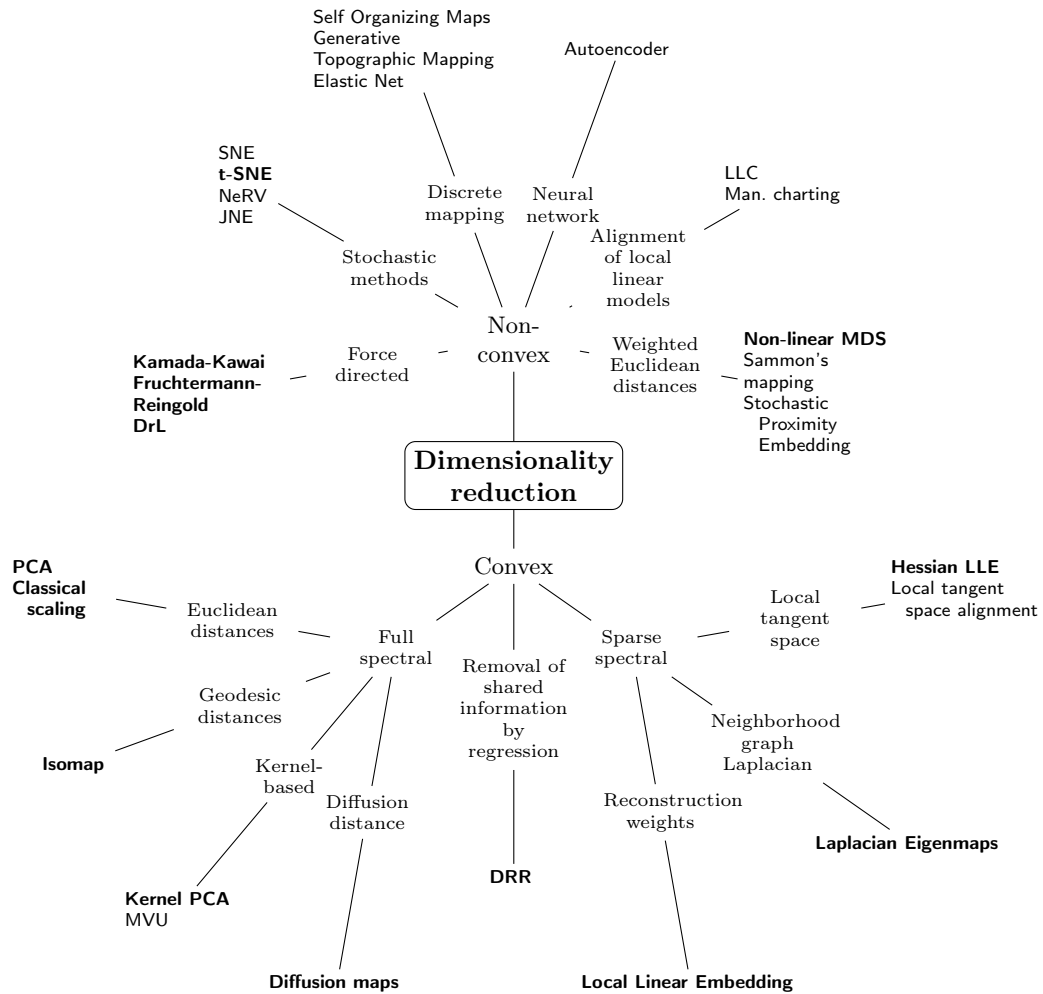 Self Organizing Maps
Generative
Topographic Mapping
Elastic Net
Autoencoder
SNE
t-SNE
NeRV
JNE
LLC
Man. charting
Discrete
mapping
Neural
network
Stochastic
methods
Alignment
of local
linear
models
Non-
convex
Kamada-Kawai
Fruchtermann-
Reingold
DrL
Force
directed
Weighted
Euclidean
distances
Non-linear MDS
Sammon's
mapping
Stochastic
Proximity
Embedding
Dimensionality
reduction
Convex
PCA
Classical
scaling
Euclidean
distances
Full
spectral
Removal of
shared
information
by
regression
Sparse
spectral
Local
tangent
space
Hessian LLE
Local tangent
space alignment
Geodesic
distances
Isomap
Kernel-
based
Diffusion
distance
Reconstruction
weights
Neighborhood
graph
Laplacian
Laplacian Eigenmaps
Kernel PCA
MVU
DRR
Diffusion maps
Local Linear Embedding